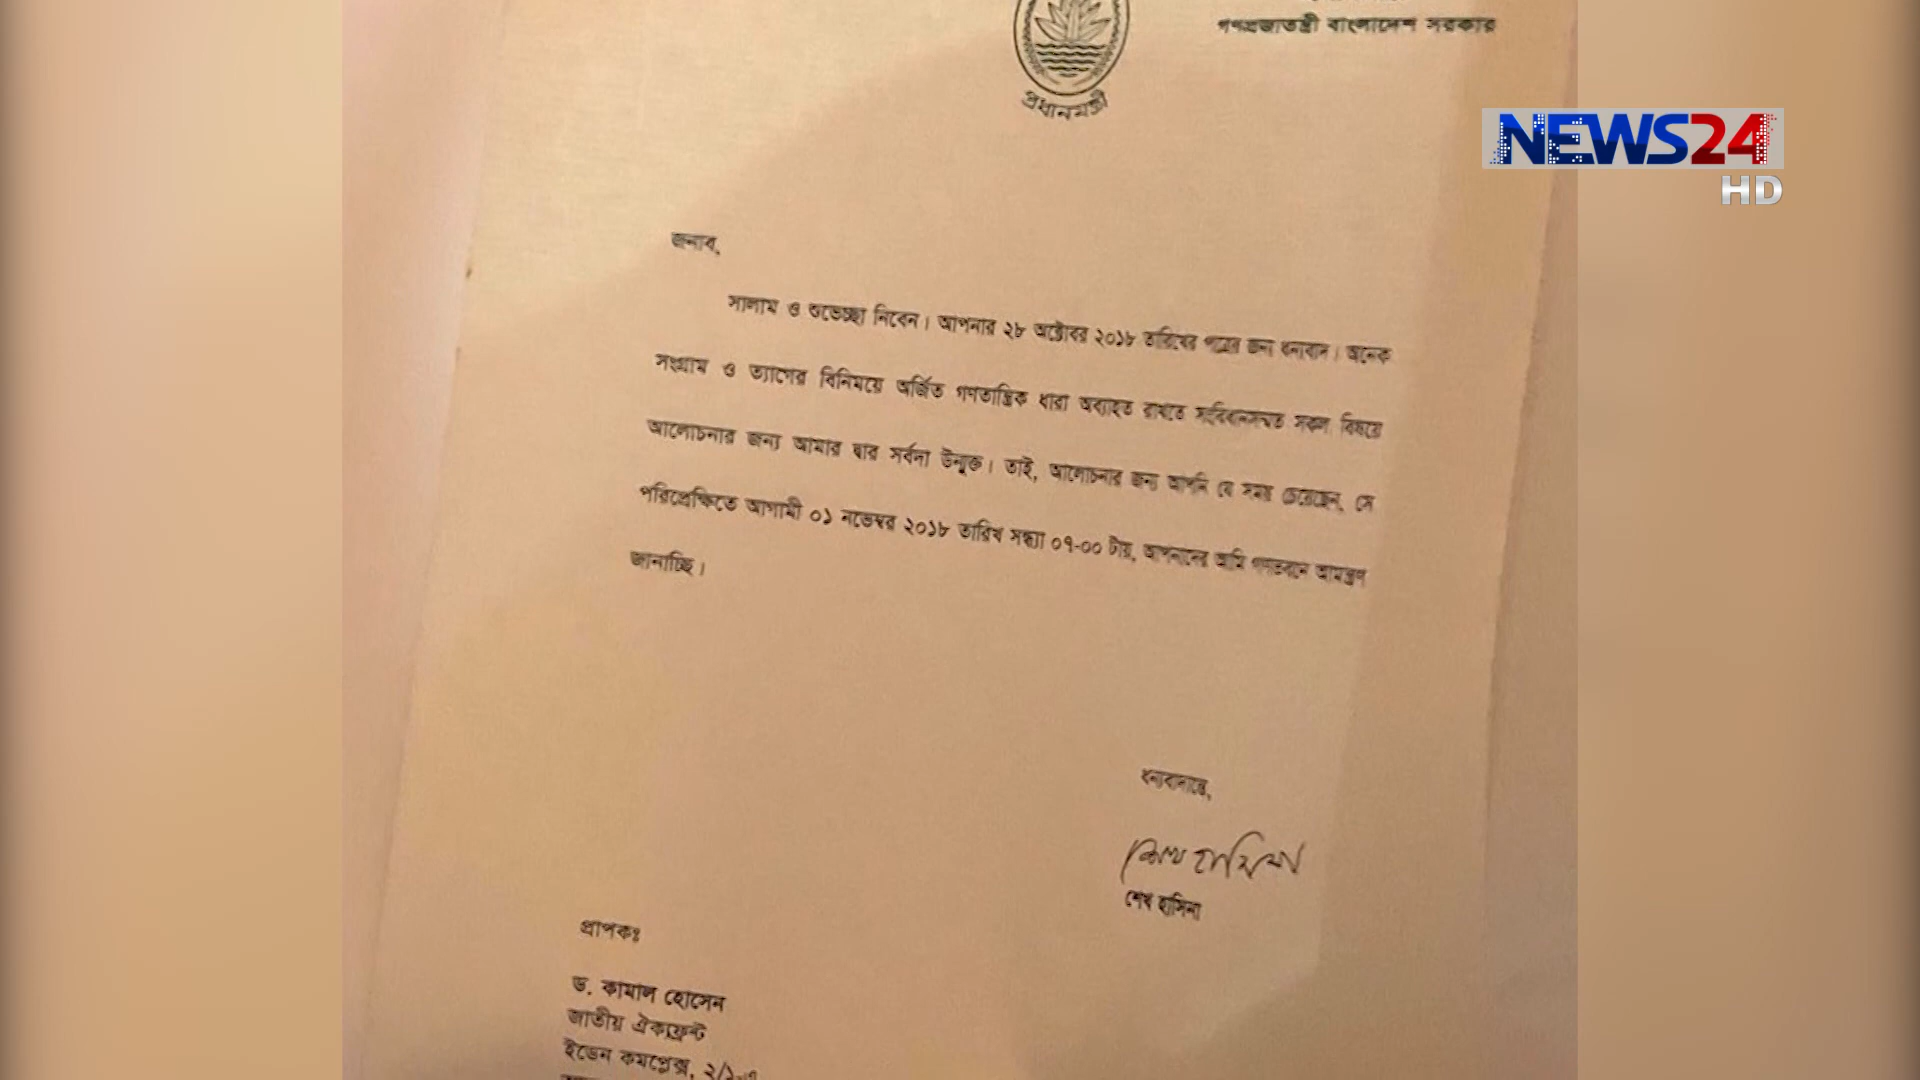 গণপ্রজাতন্ত্রী বাংলাদেশ সরকার
প্রধানমন্ত্রী
NEWS24
HD
জনাব,
সালাম ও শুভেচ্ছা নিবেন। আপনার ২৮ অক্টোবর ২০১৮ তারিখের পত্রের জন্য ধন্যবাদ। অনেক
সংগ্রাম ও ত্যাগের বিনিময়ে অর্জিত গণতান্ত্রিক ধারা অব্যাহত রাখতে সংবিধানসম্মত সকল বিষয়ে
আলোচনার জন্য আমার দ্বার সর্বদা উন্মুক্ত। তাই, আলোচনার জন্য আপনি যে সময় চেয়েছেন, সে
পরিপ্রেক্ষিতে আগামী ০১ নভেম্বর ২০১৮ তারিখ সন্ধ্যা ০৭-০০ টায়, আপনাদের আমি গণভবনে আমন্ত্রণ
জানাচ্ছি।
ধন্যবাদান্তে,
শেখ হাসিনা
শেখ হাসিনা
প্রাপকঃ
ড. কামাল হোসেন
জাতীয় ঐক্যফ্রন্ট
ইডেন কমপ্লেক্স,